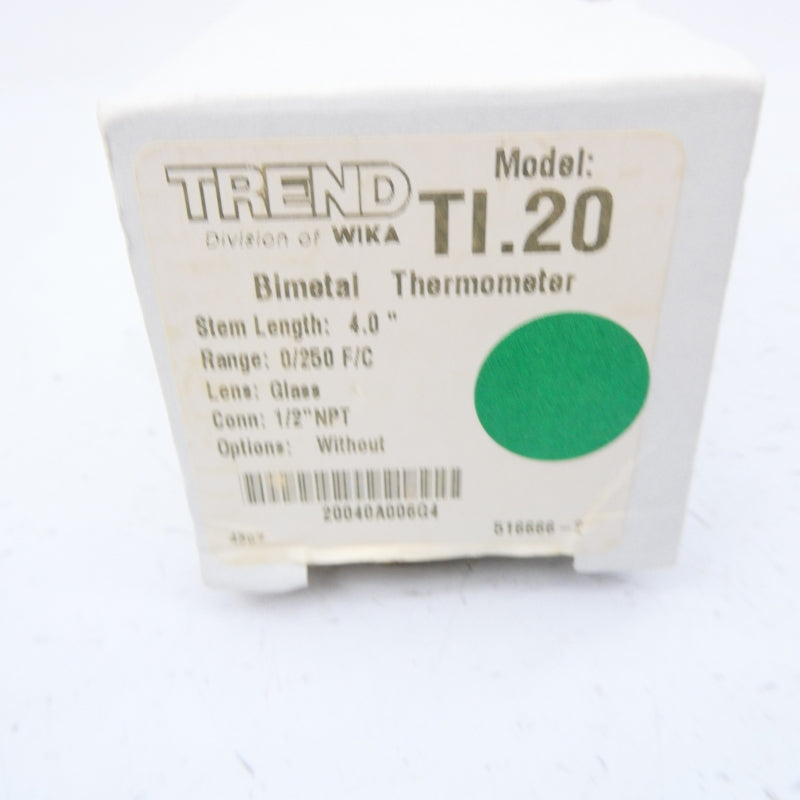 TREND
Division of WIKA
Model:
TI.20
Bimetal Thermometer
Stem Length: 4.0 "
Range: 0/250 F/C
Lens: Glass
Conn: 1/2"NPT
Options: Without
20040A006G4
516666-